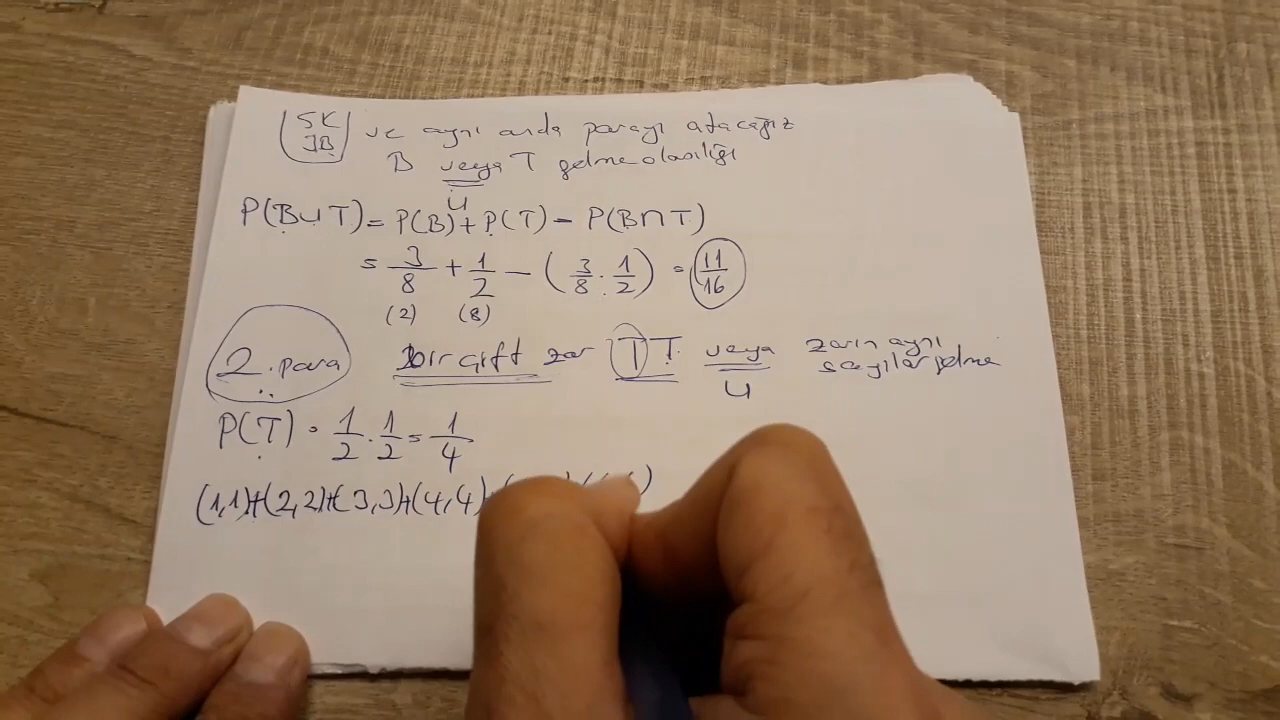 5K
3B
ve aynı anda parayı atacağız
B veya T gelme olasılığı
U
P(B∪T) = P(B) + P(T) - P(B∩T)
= 3/8 + 1/2 - (3/8 . 1/2) = 11/16
(2) (8)
2. para bir çift zar TT. veya zarın aynı
sayılar gelme
U
P(T) = 1/2 . 1/2 = 1/4
(1,1)+(2,2)+(3,3)+(4,4)